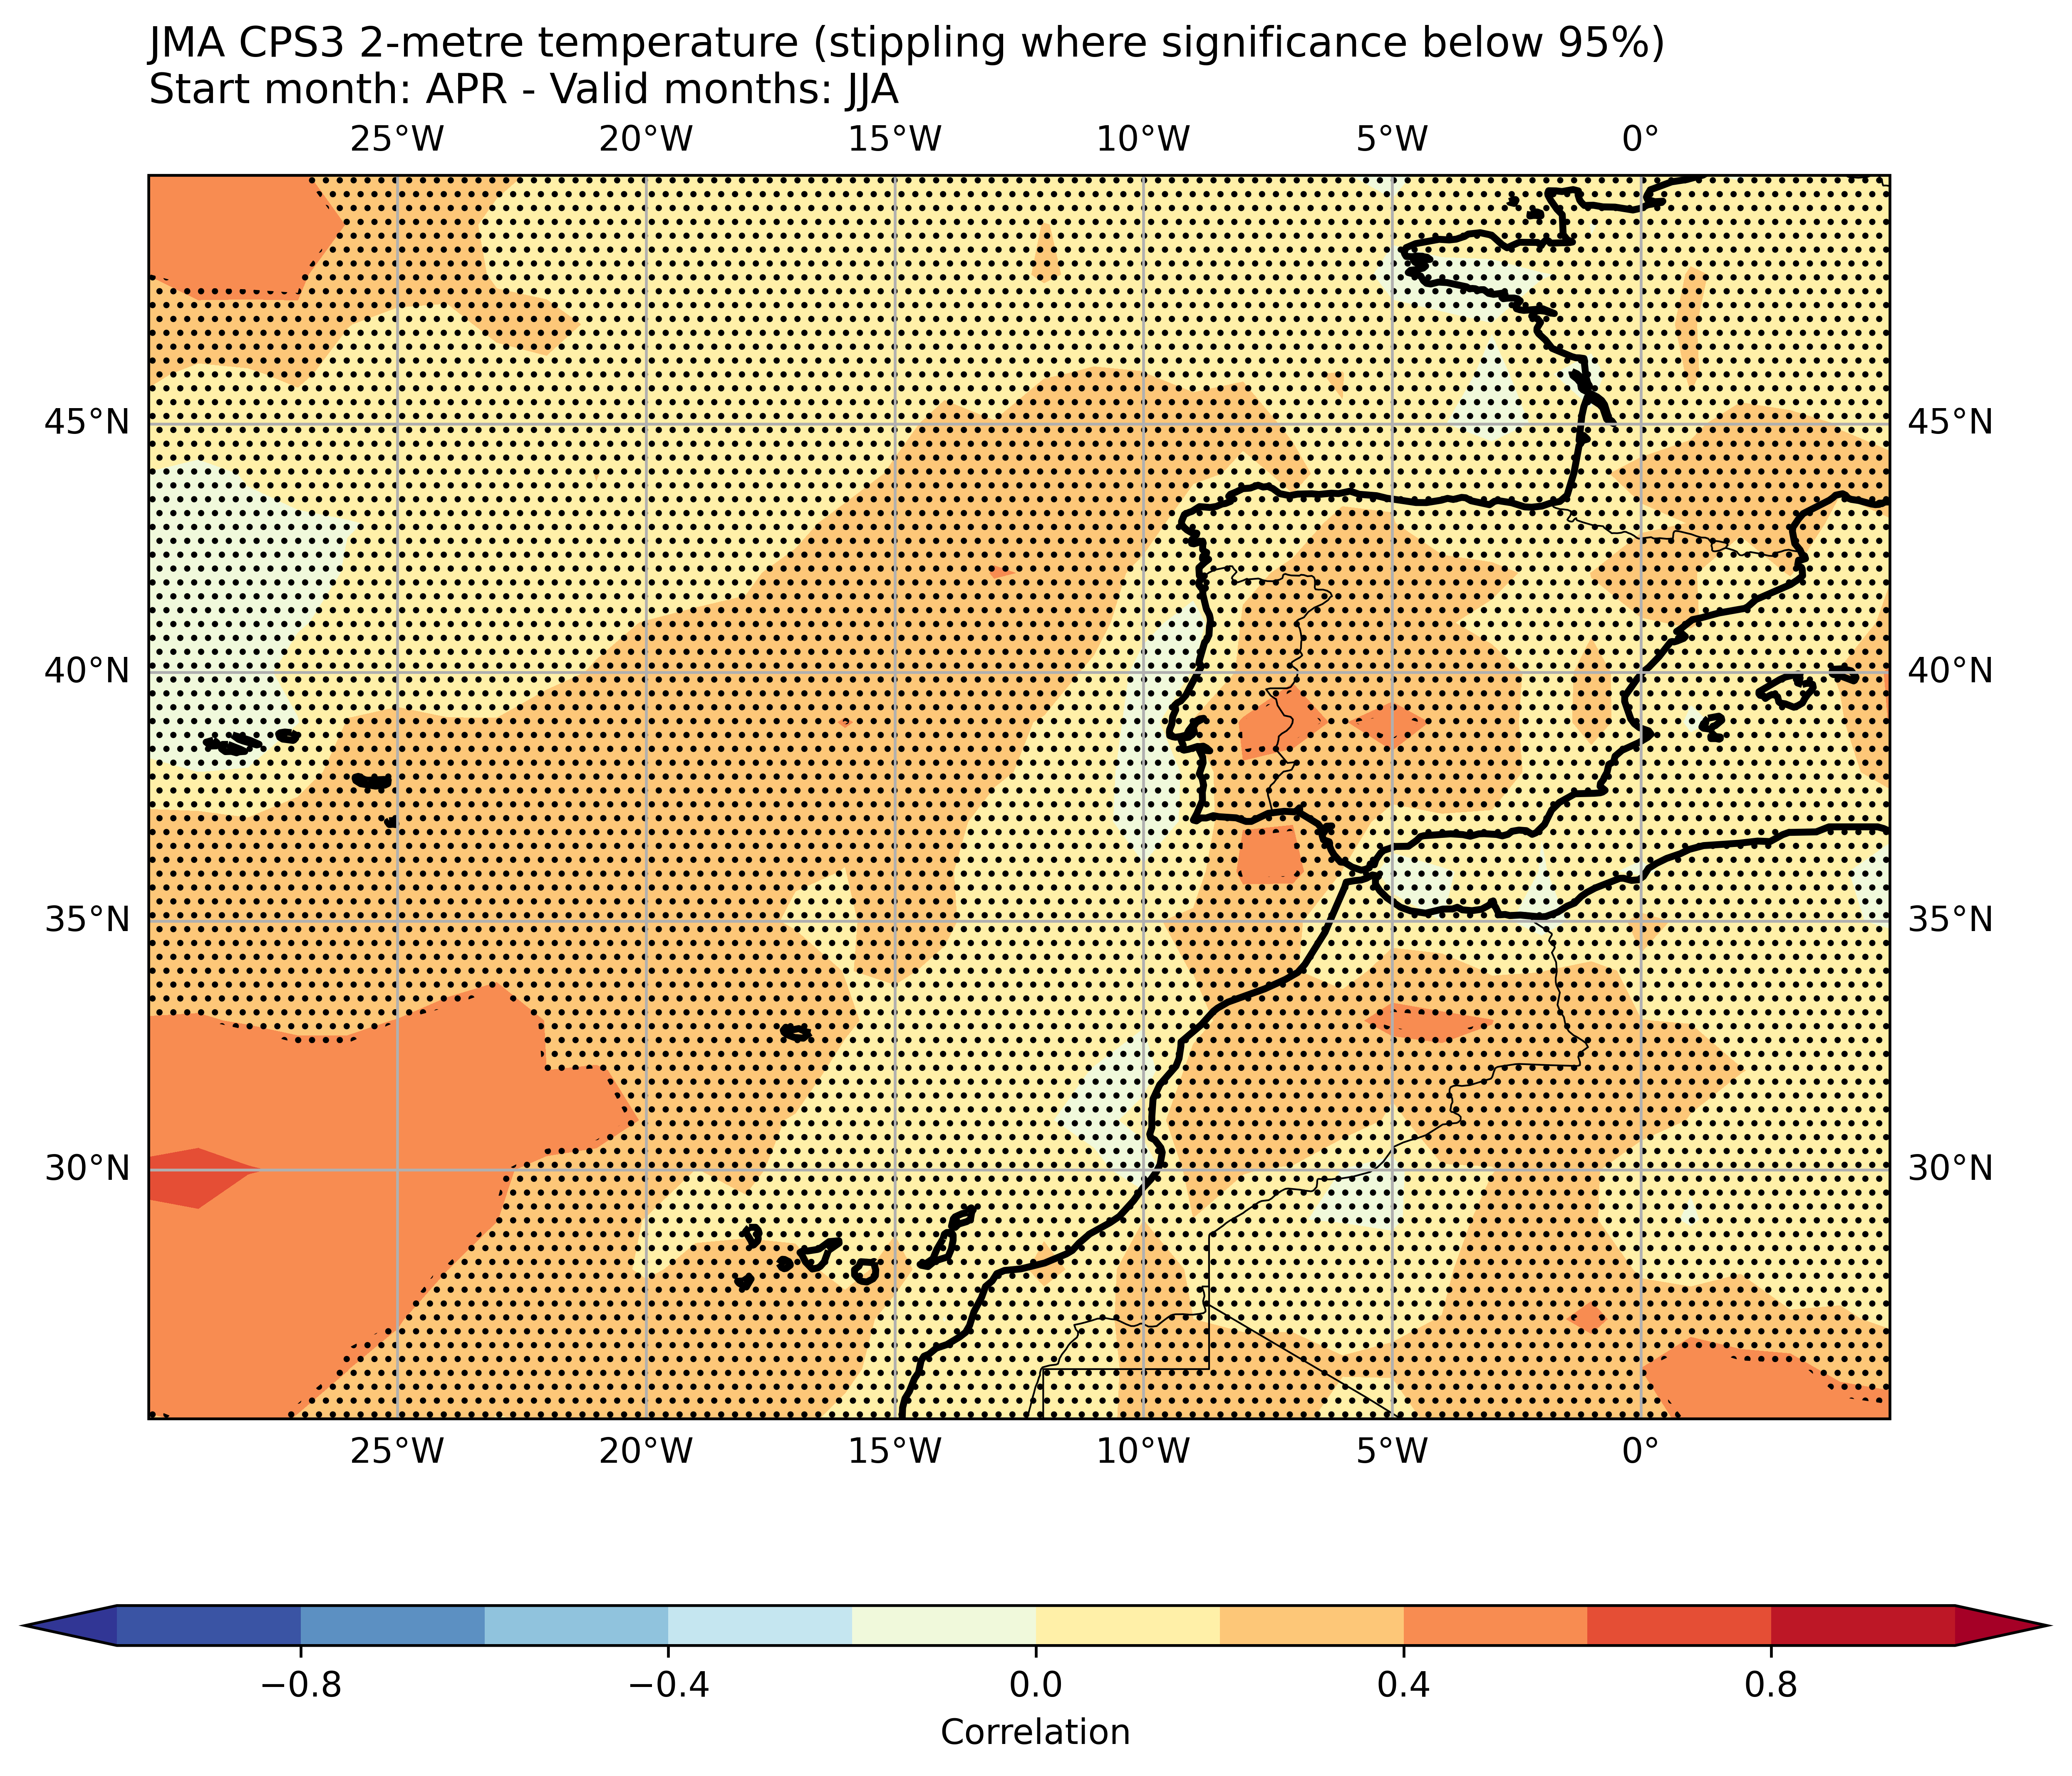 JMA CPS3 2-metre temperature (stippling where significance below 95%)
Start month: APR - Valid months: JJA
25°W 20°W 15°W 10°W 5°W 0°
45°N 45°N
40°N 40°N
35°N 35°N
30°N 30°N
25°W 20°W 15°W 10°W 5°W 0°
−0.8 −0.4 0.0 0.4 0.8
Correlation